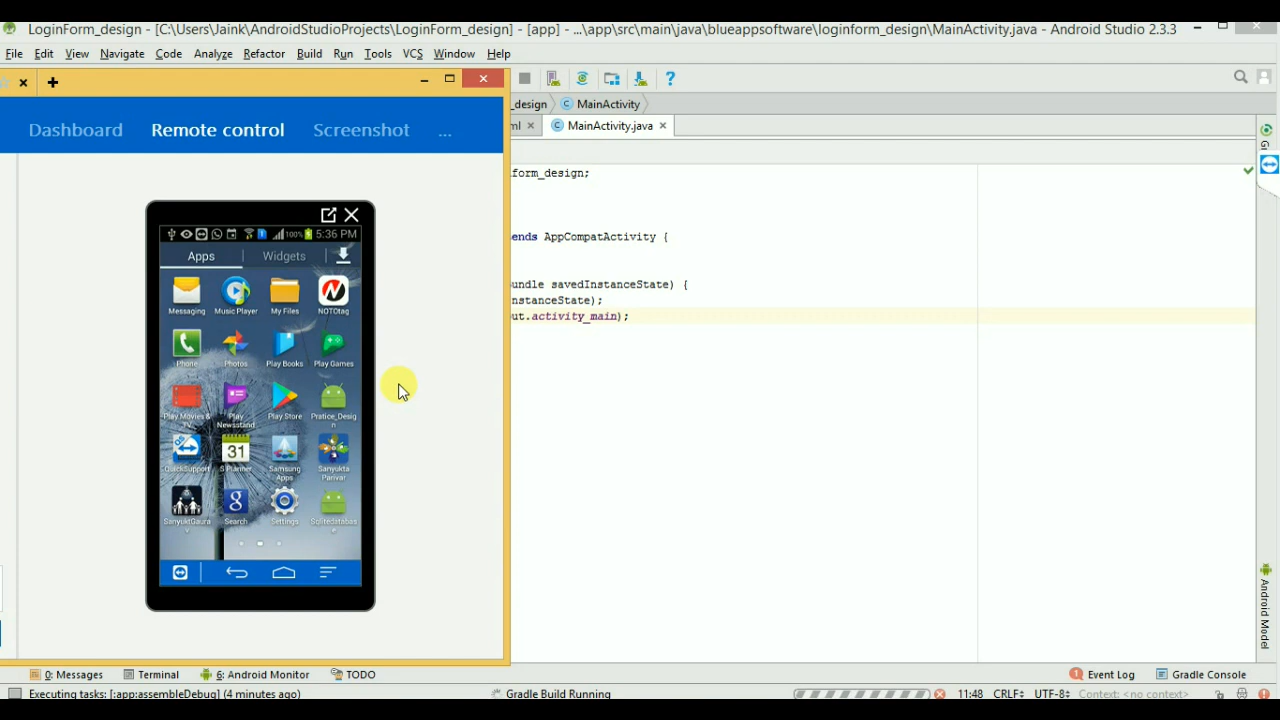 LoginForm_design - [C:\Users\Jaink\AndroidStudioProjects\LoginForm_design] - [app] - ...\app\src\main\java\blueappsoftware\loginform_design\MainActivity.java - Android Studio 2.3.3
File Edit View Navigate Code Analyze Refactor Build Run Tools VCS Window Help
_design MainActivity
Dashboard Remote control Screenshot ...
ml MainActivity.java
form_design;
ends AppCompatActivity {
undle savedInstanceState) {
nstanceState);
ut.activity_main);
100% 5:36 PM
Apps Widgets
Messaging Music Player My Files NOTOtag
Phone Photos Play Books Play Games
Play Movies & TV Play Newsstand Play Store Pratice_Design
31
QuickSupport S Planner Samsung Apps Sanyukta Parivar
SanyuktGaurav Search Settings Sqlitedatabase
Android Model
0: Messages Terminal 6: Android Monitor TODO 1 Event Log Gradle Console
Executing tasks: [:app:assembleDebug] (4 minutes ago) Gradle Build Running 11:48 CRLF UTF-8 Context: <no context>